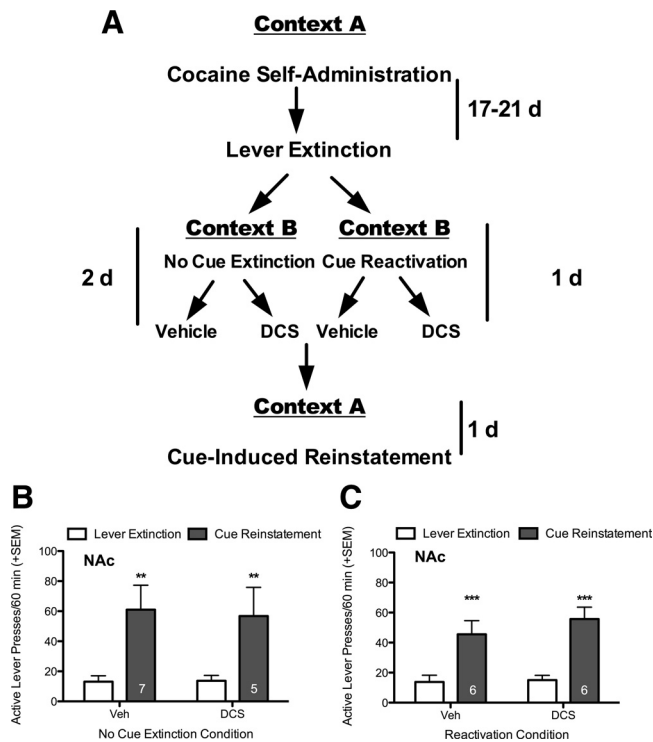 A
Context A
Cocaine Self-Administration
17-21 d
Lever Extinction
Context B Context B
No Cue Extinction Cue Reactivation
2 d
1 d
Vehicle DCS Vehicle DCS
Context A
1 d
Cue-Induced Reinstatement
B
Lever Extinction Cue Reinstatement
NAc
Active Lever Presses/60 min (+SEM)
100
80
60
40
20
0
**
**
7
5
Veh DCS
No Cue Extinction Condition
C
Lever Extinction Cue Reinstatement
NAc
Active Lever Presses/60 min (+SEM)
100
80
60
40
20
0
***
***
6
6
Veh DCS
Reactivation Condition